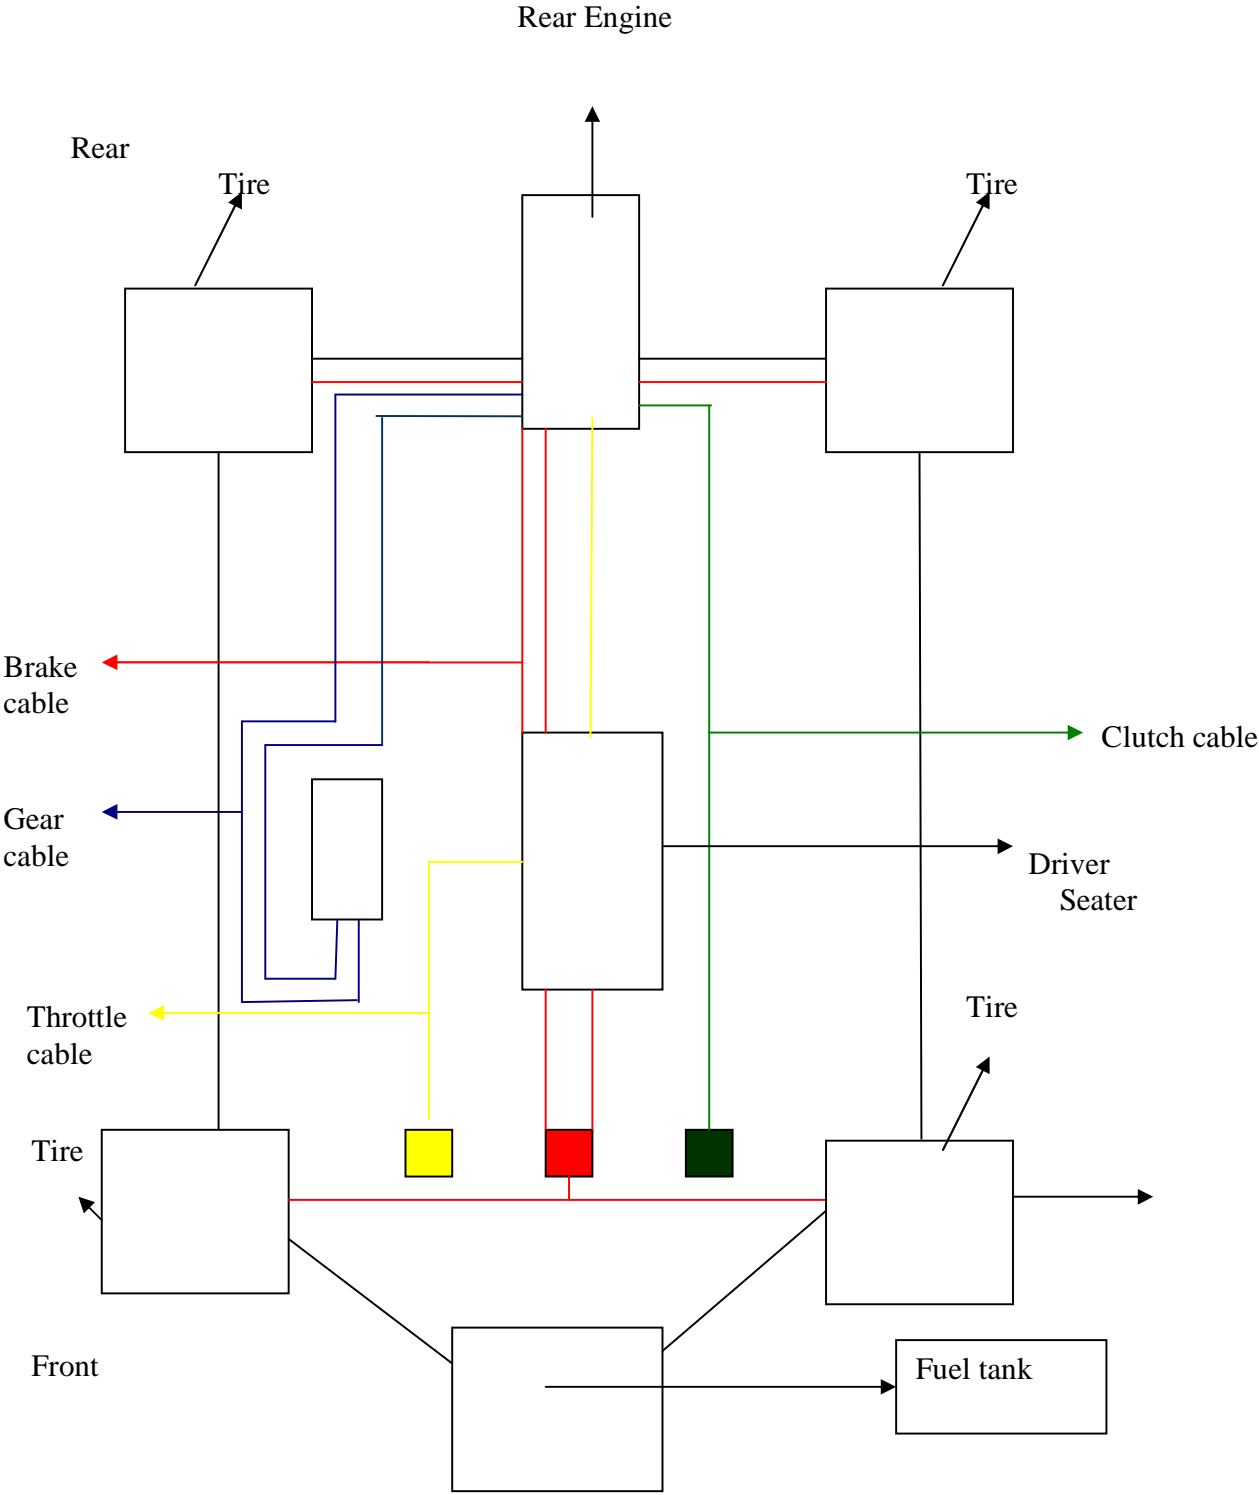 Rear Engine
Rear
Tire
Tire
Brake
cable
Clutch cable
Gear
cable
Driver
Seater
Tire
Throttle
cable
Tire
Front
Fuel tank